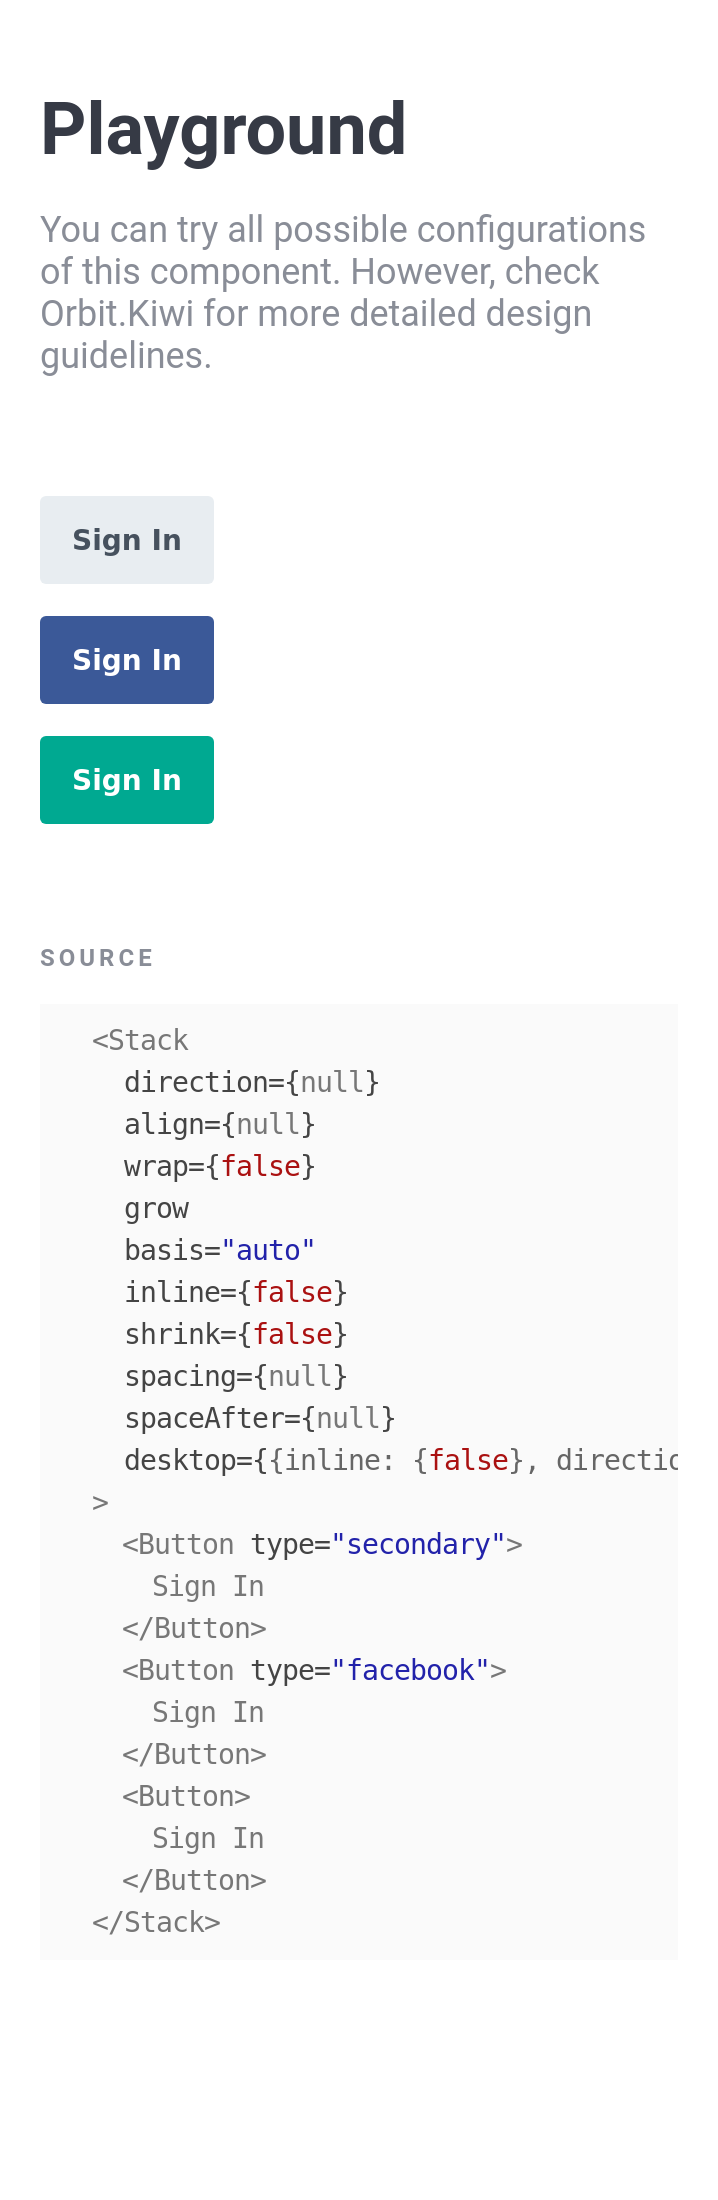 Playground
You can try all possible configurations
of this component. However, check
Orbit.Kiwi for more detailed design
guidelines.
Sign In
Sign In
Sign In
SOURCE
<Stack
direction={null}
align={null}
wrap={false}
grow
basis="auto"
inline={false}
shrink={false}
spacing={null}
spaceAfter={null}
desktop={{inline: {false},
>
<Button type="secondary">
Sign In
</Button>
<Button type="facebook">
Sign In
</Button>
<Button>
Sign In
</Button>
</Stack>